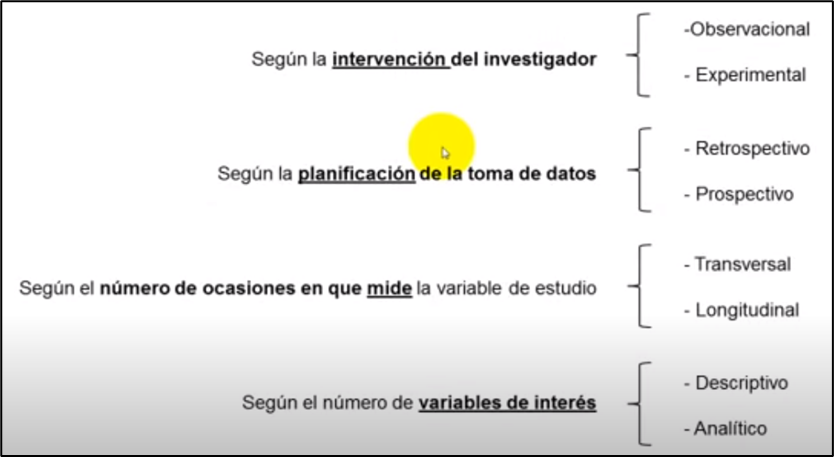 Según la intervención del investigador
-Observacional
- Experimental
Según la planificación de la toma de datos
- Retrospectivo
- Prospectivo
Según el número de ocasiones en que mide la variable de estudio
- Transversal
- Longitudinal
Según el número de variables de interés
- Descriptivo
- Analítico